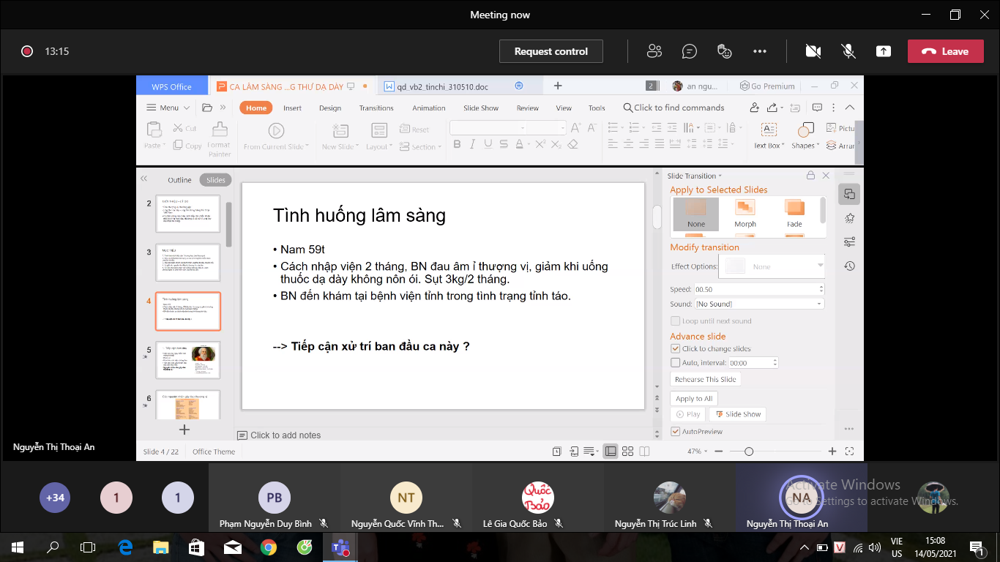 Meeting now
13:15
Request control
Leave
WPS Office
CA LÂM SÀNG ...G THƯ DẠ DÀY
qd_vb2_tinchi_310510.doc
2
an ngu...
Go Premium
Menu
Home
Insert
Design
Transitions
Animation
Slide Show
Review
View
Tools
Click to find commands
Paste
Cut
Copy
Format Painter
From Current Slide
New Slide
Layout
Reset
Section
Text Box
Shapes
Pictu
Arrar
Outline
Slides
2
3
MỤC TIÊU
4
Tình huống lâm sàng
5
6
Tình huống lâm sàng
• Nam 59t
• Cách nhập viện 2 tháng, BN đau âm ỉ thượng vị, giảm khi uống
thuốc dạ dày không nôn ói. Sụt 3kg/2 tháng.
• BN đến khám tại bệnh viện tỉnh trong tình trạng tỉnh táo.
--> Tiếp cận xử trí ban đầu ca này ?
Slide Transition
Apply to Selected Slides
None
Morph
Fade
Modify transition
Effect Options:
None
Speed: 00.50
Sound: [No Sound]
Loop until next sound
Advance slide
Click to change slides
Auto, interval: 00:00
Rehearse This Slide
Apply to All
Play
Slide Show
AutoPreview
Click to add notes
Slide 4 / 22
Office Theme
47%
Nguyễn Thị Thoại An
+34
1
1
PB
Phạm Nguyễn Duy Bình
NT
Nguyễn Quốc Vĩnh Th...
Quốc
Bảo
Lê Gia Quốc Bảo
Nguyễn Thị Trúc Linh
NA
Nguyễn Thị Thoại An
Activate Windows
Go to Settings to activate Windows.
VIE
US
15:08
14/05/2021
1